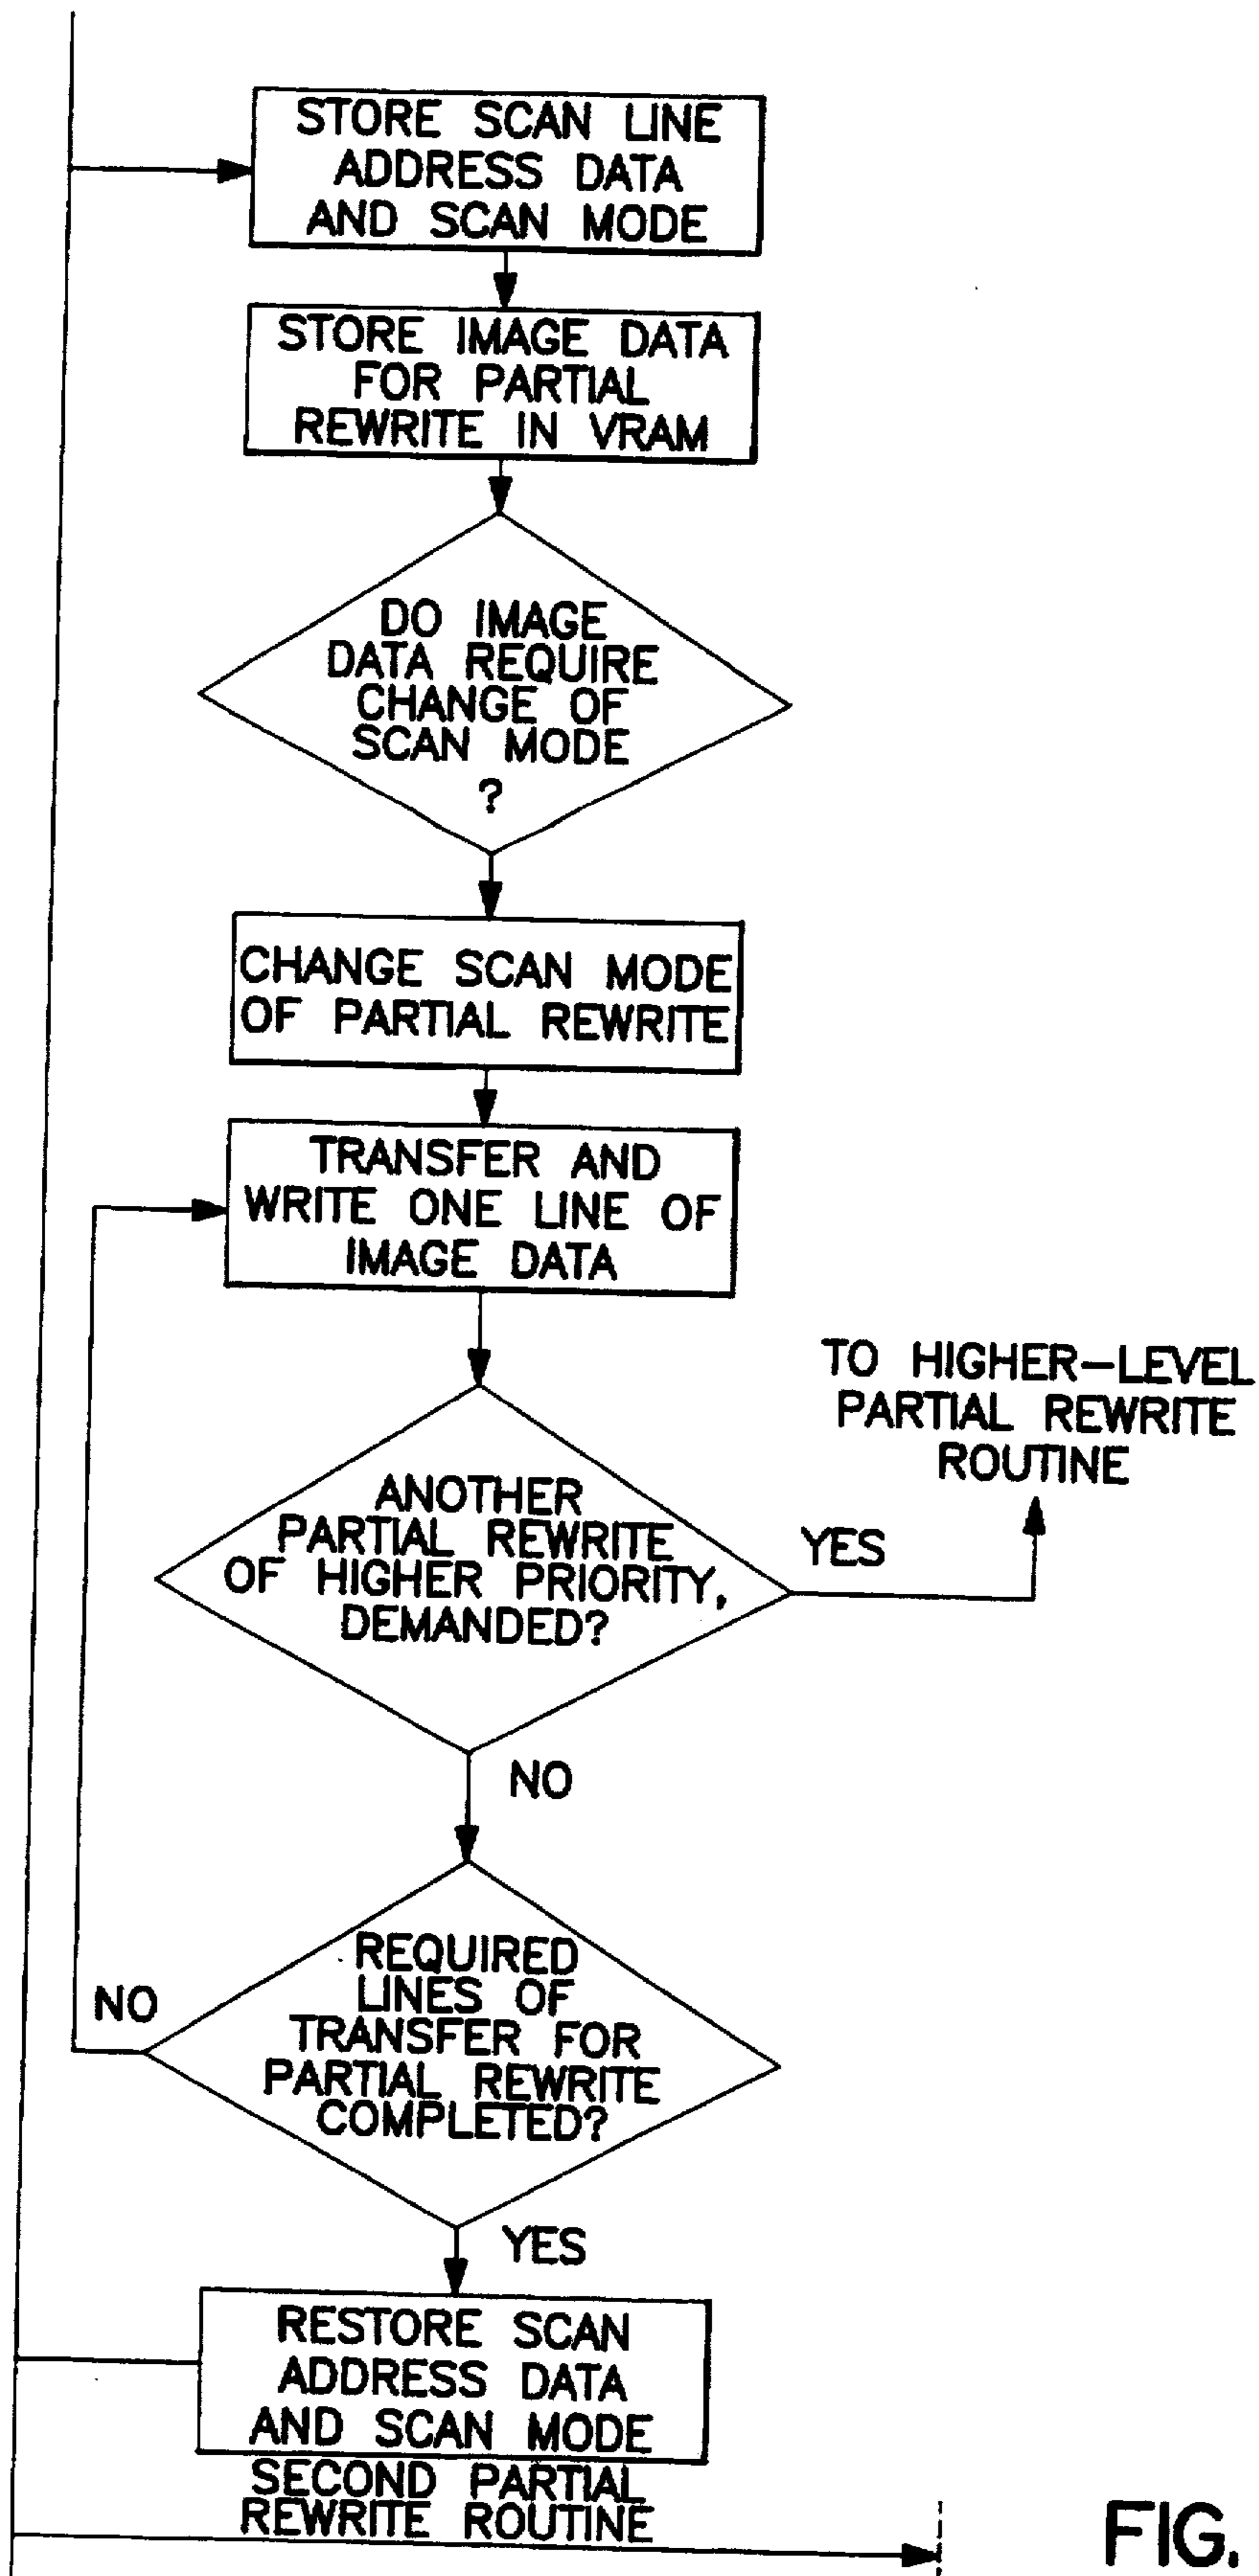 STORE SCAN LINE
ADDRESS DATA
AND SCAN MODE
STORE IMAGE DATA
FOR PARTIAL
REWRITE IN VRAM
DO IMAGE
DATA REQUIRE
CHANGE OF
SCAN MODE
?
CHANGE SCAN MODE
OF PARTIAL REWRITE
TRANSFER AND
WRITE ONE LINE OF
IMAGE DATA
TO HIGHER-LEVEL
PARTIAL REWRITE
ROUTINE
ANOTHER
PARTIAL REWRITE
OF HIGHER PRIORITY,
DEMANDED?
YES
NO
REQUIRED
LINES OF
TRANSFER FOR
PARTIAL REWRITE
COMPLETED?
NO
YES
RESTORE SCAN
ADDRESS DATA
AND SCAN MODE
SECOND PARTIAL
REWRITE ROUTINE
FIG.